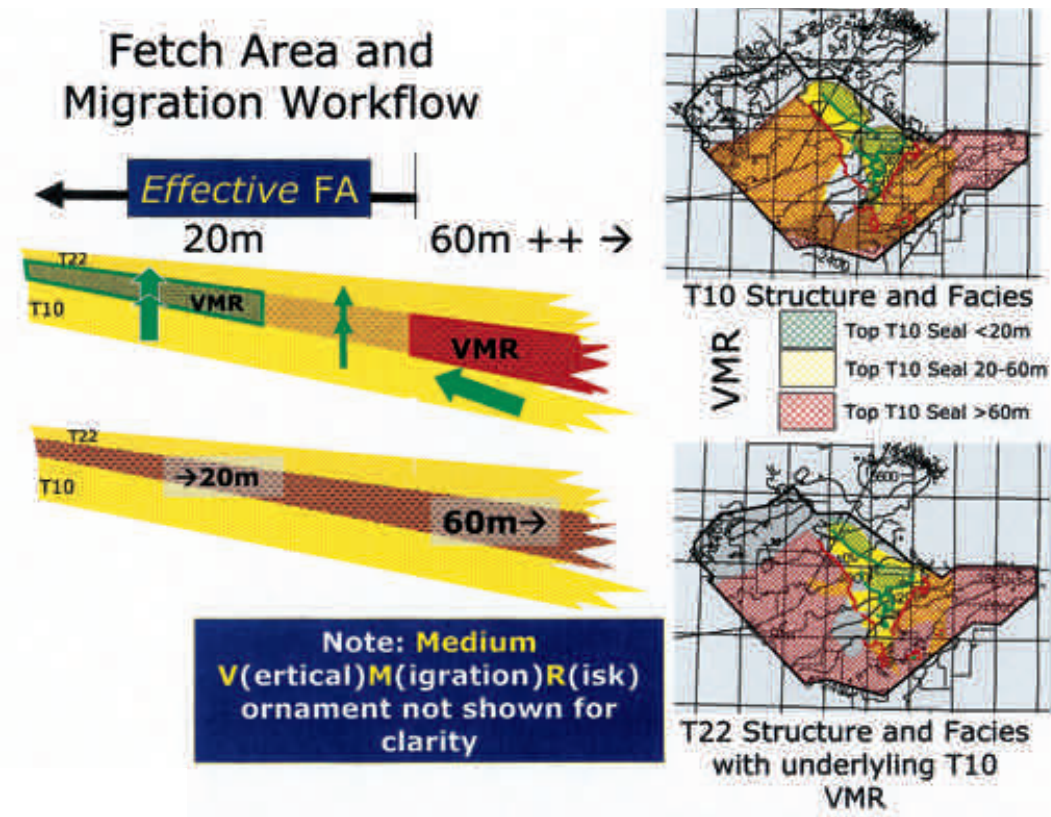 Fetch Area and
Migration Workflow
Effective FA
20m
60m ++ →
T22
VMR
T10
VMR
T22
→20m
T10
60m→
Note: Medium
V(ertical)M(igration)R(isk)
ornament not shown for
clarity
2400
T10 Structure and Facies
VMR
Top T10 Seal <20m
Top T10 Seal 20-60m
Top T10 Seal >60m
T22 Structure and Facies
with underlyling T10
VMR